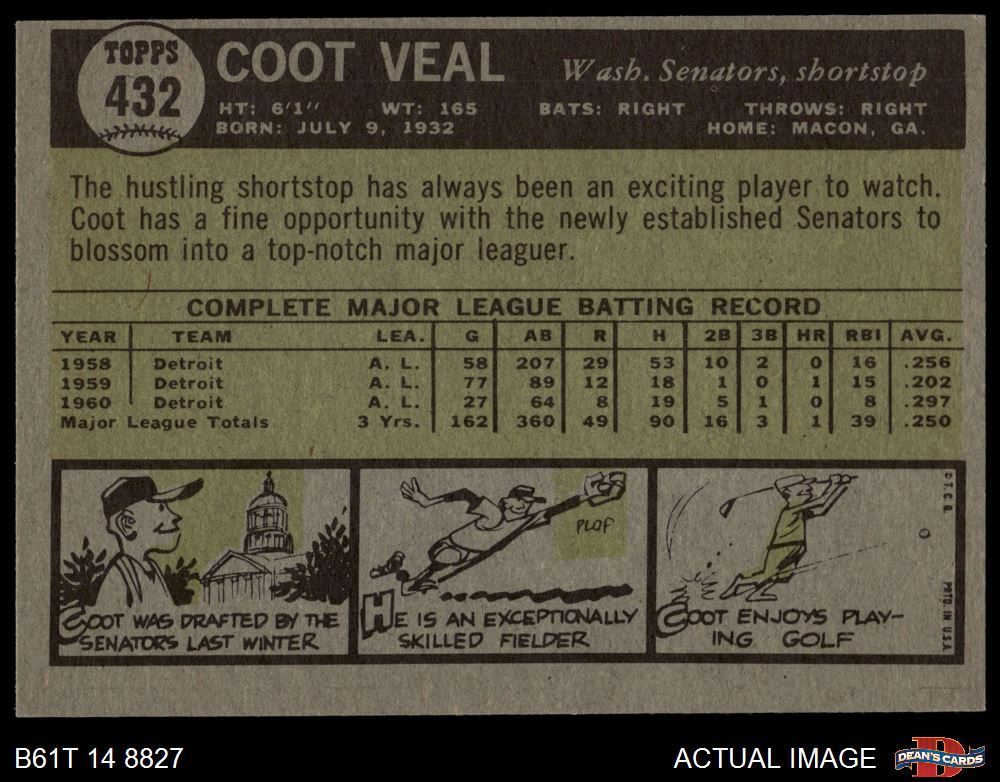 TOPPS
432
COOT VEAL
Wash. Senators, shortstop
HT: 6'1'' WT: 165 BATS: RIGHT THROWS: RIGHT
BORN: JULY 9, 1932 HOME: MACON, GA.
The hustling shortstop has always been an exciting player to watch.
Coot has a fine opportunity with the newly established Senators to
blossom into a top-notch major leaguer.
COMPLETE MAJOR LEAGUE BATTING RECORD
YEAR TEAM LEA. G AB R H 2B 3B HR RBI AVG.
1958 Detroit A. L. 58 207 29 53 10 2 0 16 .256
1959 Detroit A. L. 77 89 12 18 1 0 1 15 .202
1960 Detroit A. L. 27 64 8 19 5 1 0 8 .297
Major League Totals 3 Yrs. 162 360 49 90 16 3 1 39 .250
COOT WAS DRAFTED BY THE
SENATORS LAST WINTER
PLOF
HE IS AN EXCEPTIONALLY
SKILLED FIELDER
COOT ENJOYS PLAY-
ING GOLF
© T.C.G.
PRTD. IN U.S.A.
B61T 14 8827
ACTUAL IMAGE
D
DEAN'S CARDS